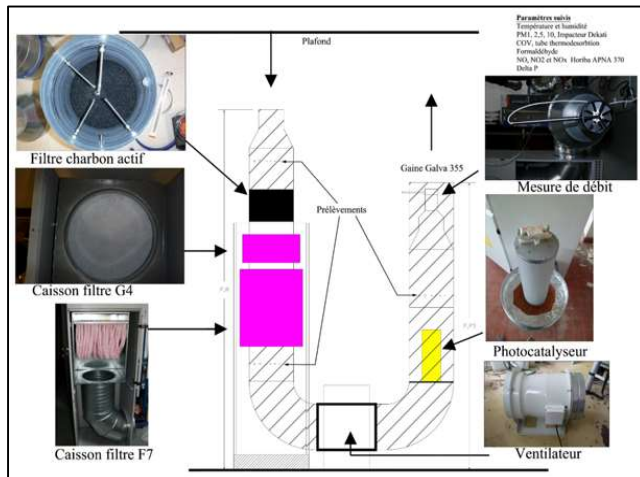 Paramètres suivis
Température et humidité
PM1, 2,5, 10, Impacteur Dekati
COV, tube thermodesorbtion
Formaldéhyde
NO, NO2 et NOx Horiba APNA 370
Delta P
Plafond
Filtre charbon actif
Gaine Galva 355
Mesure de débit
Prélèvements
Caisson filtre G4
Photocatalyseur
Caisson filtre F7
Ventilateur